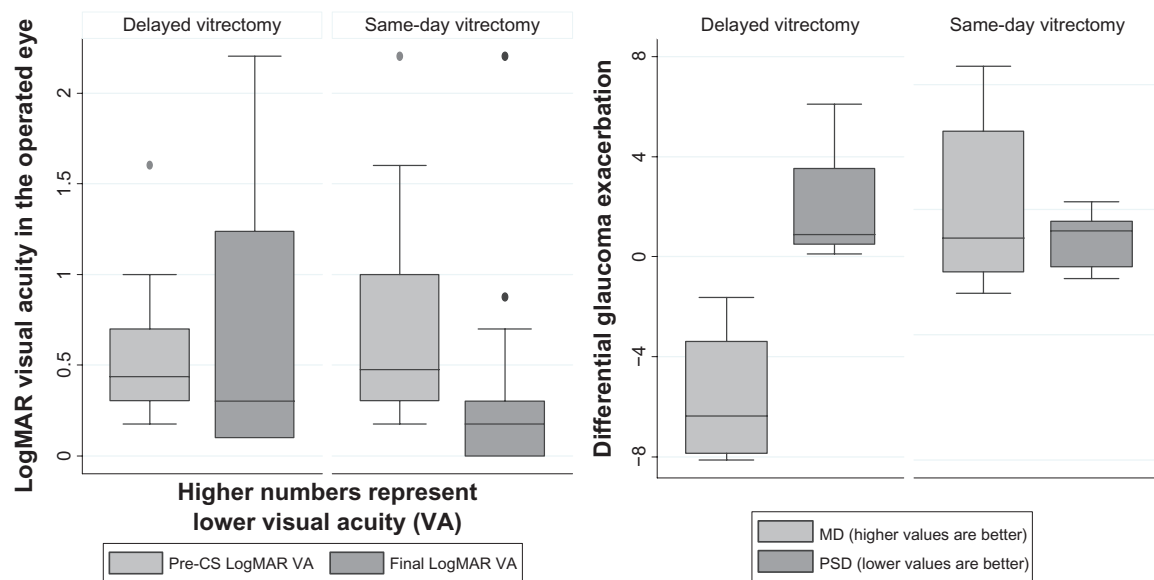 Delayed vitrectomy
Same-day vitrectomy
LogMAR visual acuity in the operated eye
2
1.5
1
0.5
0
Higher numbers represent
lower visual acuity (VA)
Pre-CS LogMAR VA
Final LogMAR VA
Delayed vitrectomy
Same-day vitrectomy
Differential glaucoma exacerbation
8
4
0
−4
−8
MD (higher values are better)
PSD (lower values are better)